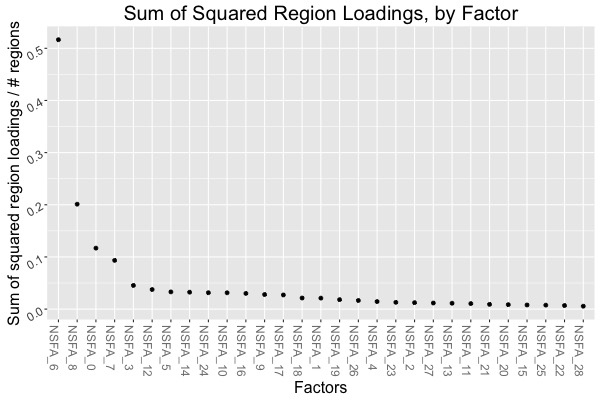 Sum of Squared Region Loadings, by Factor
Sum of squared region loadings / # regions
0.5
0.4
0.3
0.2
0.1
0.0
NSFA_6
NSFA_8
NSFA_0
NSFA_7
NSFA_3
NSFA_12
NSFA_5
NSFA_14
NSFA_24
NSFA_10
NSFA_16
NSFA_9
NSFA_17
NSFA_18
NSFA_1
NSFA_19
NSFA_26
NSFA_4
NSFA_23
NSFA_2
NSFA_27
NSFA_13
NSFA_11
NSFA_21
NSFA_20
NSFA_15
NSFA_25
NSFA_22
NSFA_28
Factors